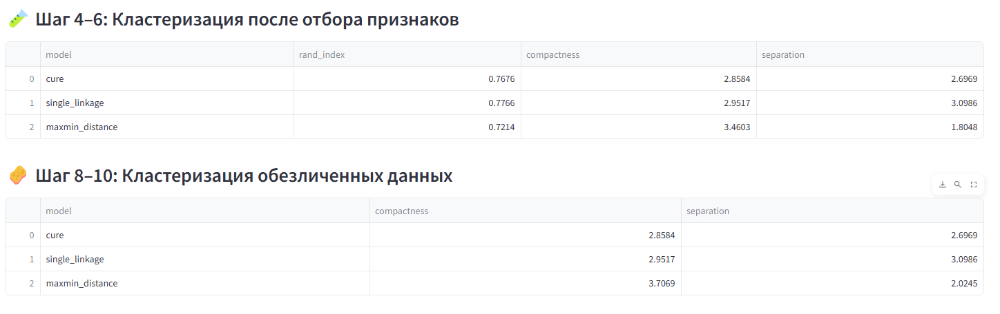 Шаг 4–6: Кластеризация после отбора признаков
model rand_index compactness separation
0 cure 0.7676 2.8584 2.6969
1 single_linkage 0.7766 2.9517 3.0986
2 maxmin_distance 0.7214 3.4603 1.8048
Шаг 8–10: Кластеризация обезличенных данных
model compactness separation
0 cure 2.8584 2.6969
1 single_linkage 2.9517 3.0986
2 maxmin_distance 3.7069 2.0245